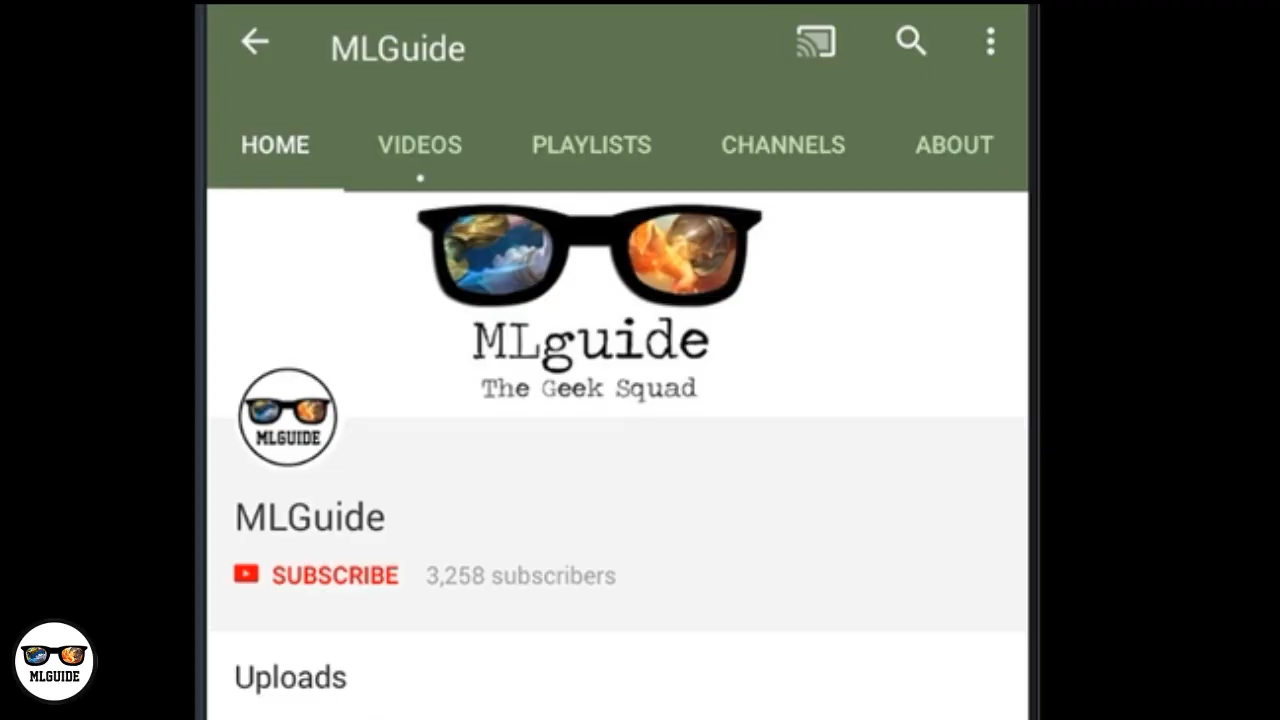 MLGuide
HOME VIDEOS PLAYLISTS CHANNELS ABOUT
MLguide
The Geek Squad
MLGUIDE
MLGuide
SUBSCRIBE 3,258 subscribers
MLGUIDE
Uploads